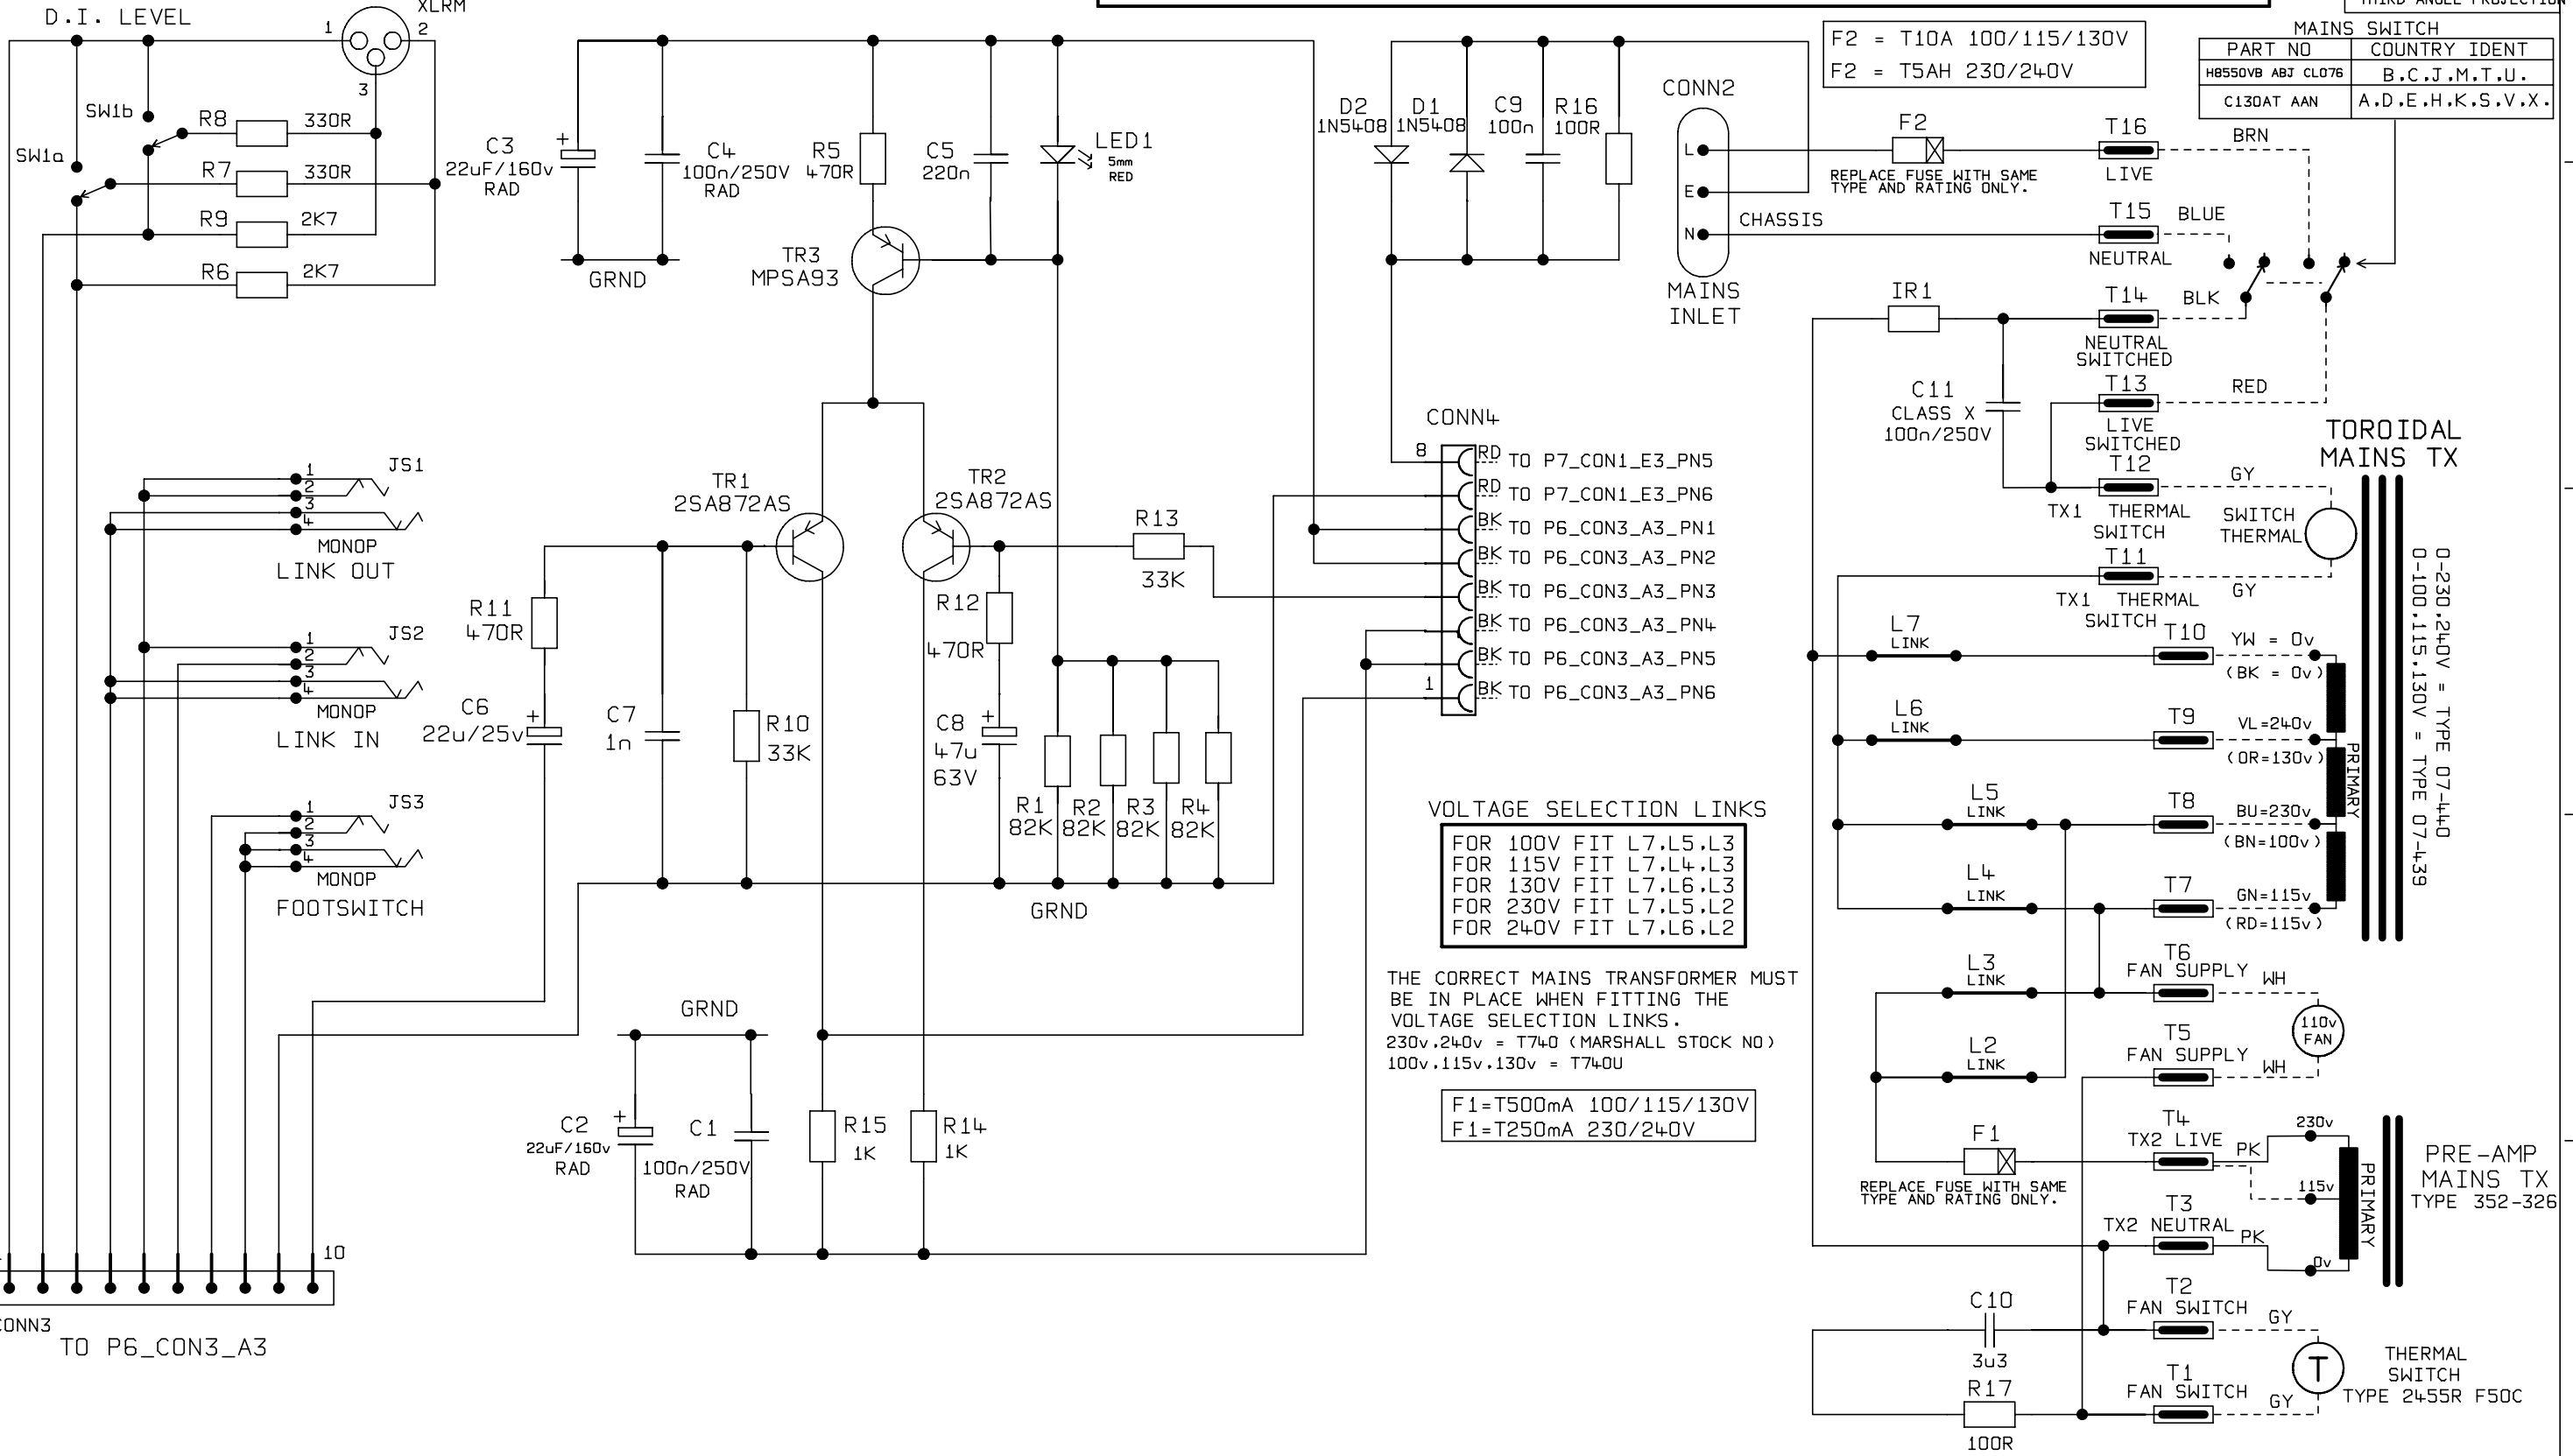 D.I. LEVEL
XLRM
1
2
3
SW1b
SW1a
R8
330R
R7
330R
R9
2K7
R6
2K7
C3
22uF/160v
RAD
+
C4
100n/250V
RAD
GRND
R5
470R
C5
220n
LED1
5mm
RED
TR3
MPSA93
D2
1N5408
D1
1N5408
C9
100n
R16
100R
CONN2
L
E
N
MAINS
INLET
CHASSIS
F2 = T10A 100/115/130V
F2 = T5AH 230/240V
THIRD ANGLE PROJECTION
MAINS SWITCH
PART NO
COUNTRY IDENT
H8550VB ABJ CL076
B.C.J.M.T.U.
C130AT AAN
A.D.E.H.K.S.V.X.
F2
REPLACE FUSE WITH SAME
TYPE AND RATING ONLY.
T16
LIVE
BRN
T15
NEUTRAL
BLUE
IR1
T14
NEUTRAL
SWITCHED
BLK
C11
CLASS X
100n/250V
T13
LIVE
SWITCHED
RED
T12
GY
TX1 THERMAL
SWITCH
SWITCH
THERMAL
T11
GY
TX1 THERMAL
SWITCH
TOROIDAL
MAINS TX
0-230,240V = TYPE 07-440
0-100,115,130V = TYPE 07-439
PRIMARY
L7
LINK
T10
YW = 0v
(BK = 0v)
L6
LINK
T9
VL=240v
(OR=130v)
L5
LINK
T8
BU=230v
(BN=100v)
L4
LINK
T7
GN=115v
(RD=115v)
L3
LINK
T6
FAN SUPPLY
WH
110v
FAN
L2
LINK
T5
FAN SUPPLY
WH
F1
REPLACE FUSE WITH SAME
TYPE AND RATING ONLY.
T4
TX2 LIVE
PK
230v
115v
0v
PRIMARY
PRE-AMP
MAINS TX
TYPE 352-326
T3
TX2 NEUTRAL
PK
C10
3u3
T2
FAN SWITCH
GY
R17
100R
T1
FAN SWITCH
GY
T
THERMAL
SWITCH
TYPE 2455R F50C
CONN4
8
RD TO P7_CON1_E3_PN5
RD TO P7_CON1_E3_PN6
BK TO P6_CON3_A3_PN1
BK TO P6_CON3_A3_PN2
BK TO P6_CON3_A3_PN3
BK TO P6_CON3_A3_PN4
BK TO P6_CON3_A3_PN5
1
BK TO P6_CON3_A3_PN6
VOLTAGE SELECTION LINKS
FOR 100V FIT L7,L5,L3
FOR 115V FIT L7,L4,L3
FOR 130V FIT L7,L6,L3
FOR 230V FIT L7,L5,L2
FOR 240V FIT L7,L6,L2
THE CORRECT MAINS TRANSFORMER MUST
BE IN PLACE WHEN FITTING THE
VOLTAGE SELECTION LINKS.
230v,240v = T740 (MARSHALL STOCK NO)
100v,115v,130v = T740U
F1=T500mA 100/115/130V
F1=T250mA 230/240V
TR1
2SA872AS
TR2
2SA872AS
R13
33K
R11
470R
R12
470R
C6
22u/25v
+
C7
1n
R10
33K
C8
47u
63V
+
R1
82K
R2
82K
R3
82K
R4
82K
GRND
GRND
C2
22uF/160v
RAD
+
C1
100n/250V
RAD
R15
1K
R14
1K
JS1
1
2
3
4
MONOP
LINK OUT
JS2
1
2
3
4
MONOP
LINK IN
JS3
1
2
3
4
MONOP
FOOTSWITCH
10
CONN3
TO P6_CON3_A3